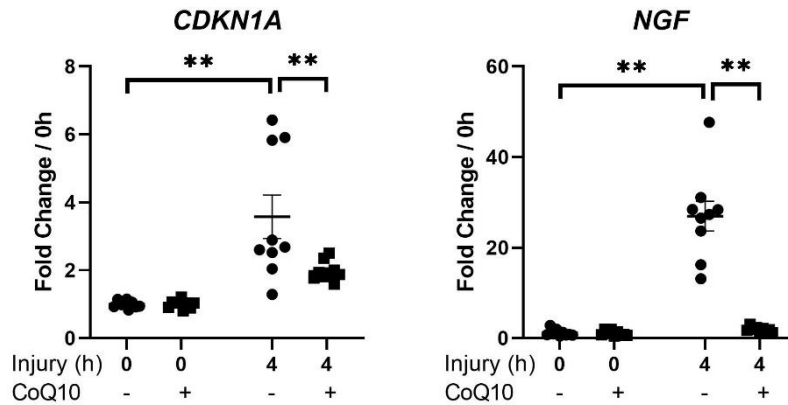 CDKN1A
** **
8
6
4
2
0
Fold Change / 0h
Injury (h) 0 0 4 4
CoQ10 - + - +
NGF
** **
60
40
20
0
Fold Change / 0h
Injury (h) 0 0 4 4
CoQ10 - + - +